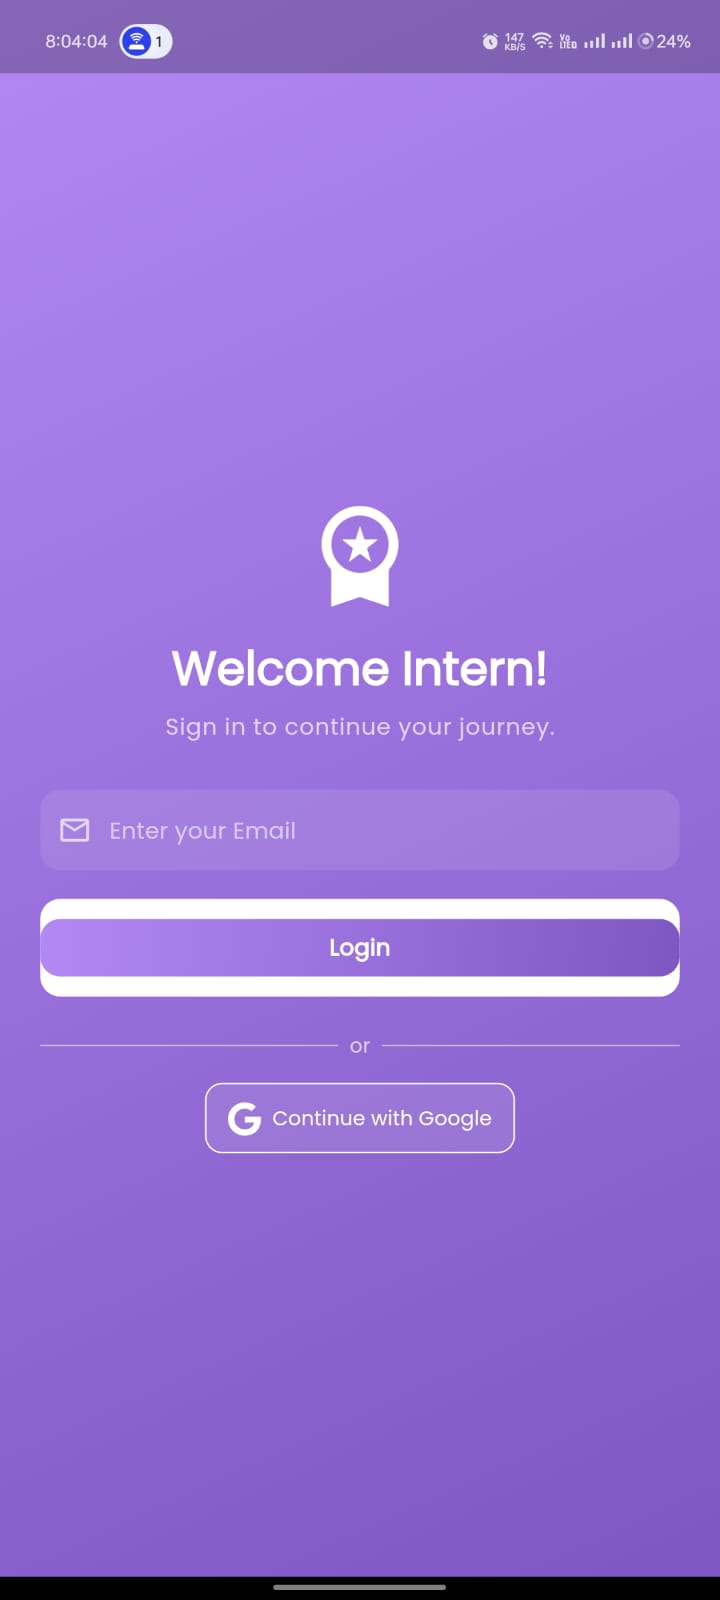 8:04:04 1 147 KB/S Vo LTED 24%
Welcome Intern!
Sign in to continue your journey.
Enter your Email
Login
or
G Continue with Google